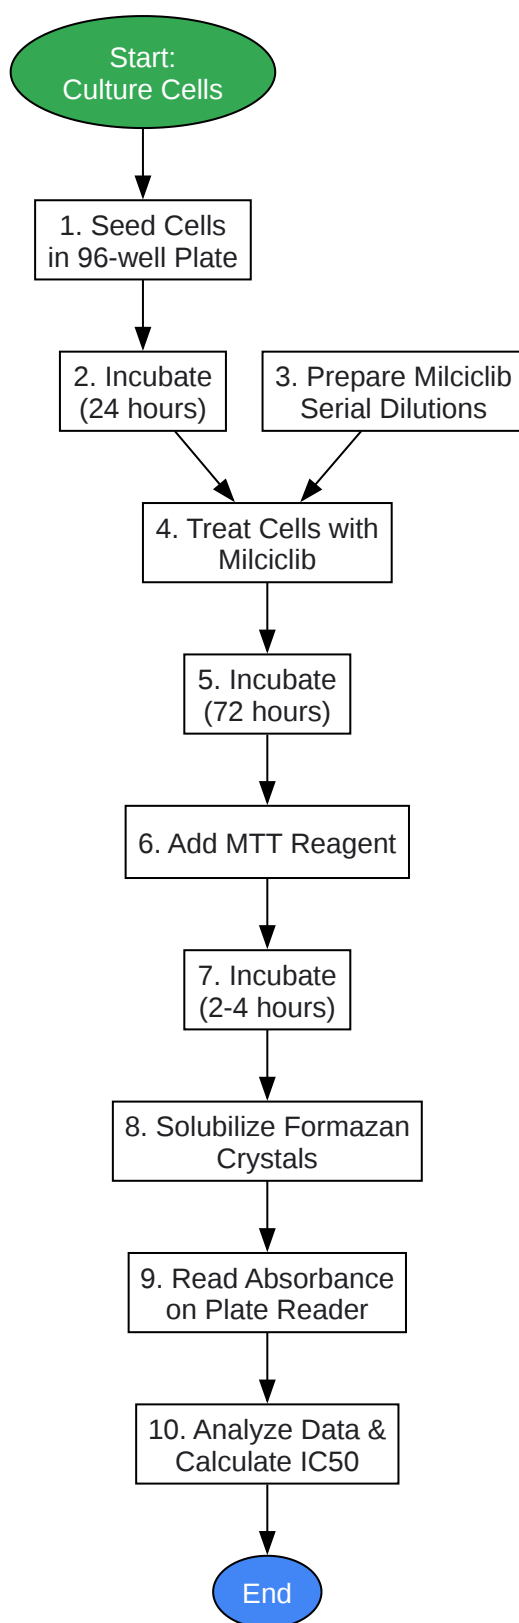 Start:
Culture Cells
1. Seed Cells
in 96-well Plate
2. Incubate
(24 hours)
3. Prepare Milciclib
Serial Dilutions
4. Treat Cells with
Milciclib
5. Incubate
(72 hours)
6. Add MTT Reagent
7. Incubate
(2-4 hours)
8. Solubilize Formazan
Crystals
9. Read Absorbance
on Plate Reader
10. Analyze Data &
Calculate IC50
End